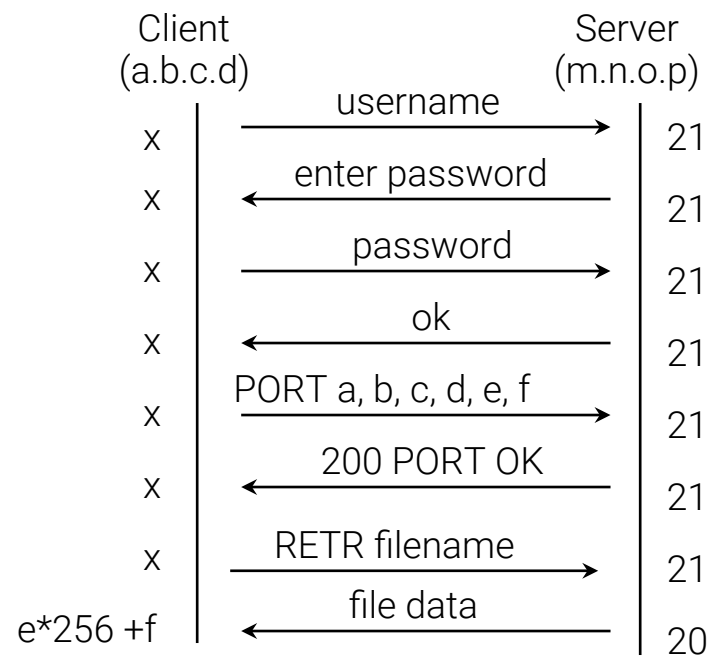 Client
(a.b.c.d)
Server
(m.n.o.p)
username
x
21
enter password
x
21
password
x
21
ok
x
21
PORT a, b, c, d, e, f
x
21
200 PORT OK
x
21
RETR filename
x
21
file data
e*256 +f
20